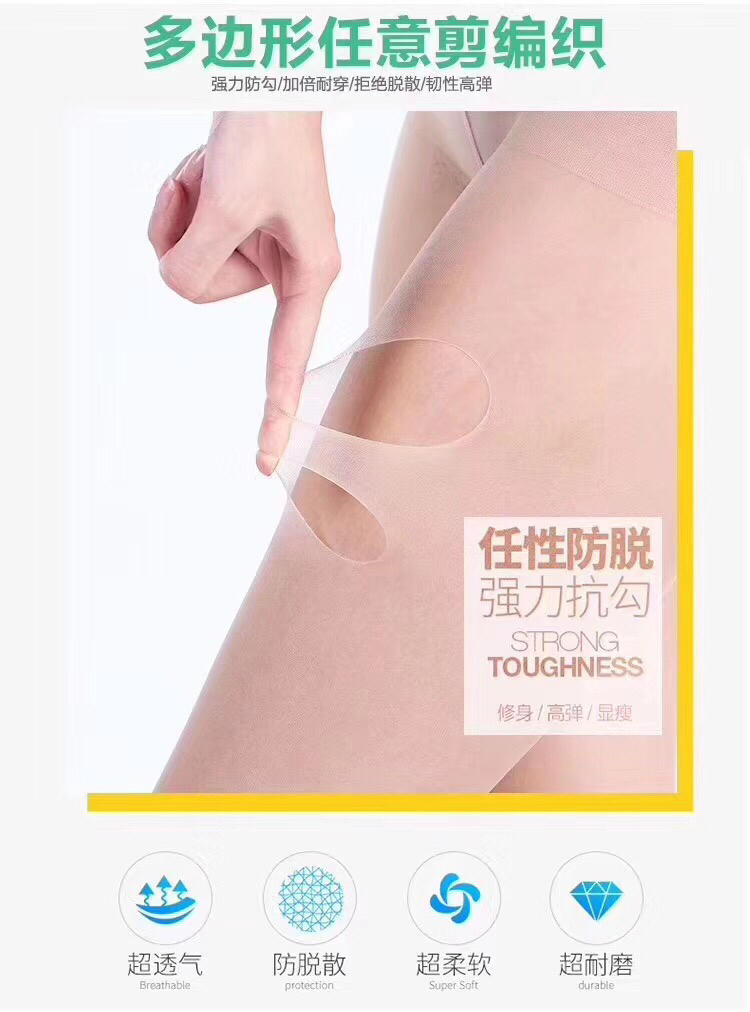 多边形任意剪编织
强力防勾/加倍耐穿/拒绝脱散/韧性高弹
任性防脱
强力抗勾
STRONG
TOUGHNESS
修身/高弹/显瘦
超透气
Breathable
防脱散
protection
超柔软
Super Soft
超耐磨
durable